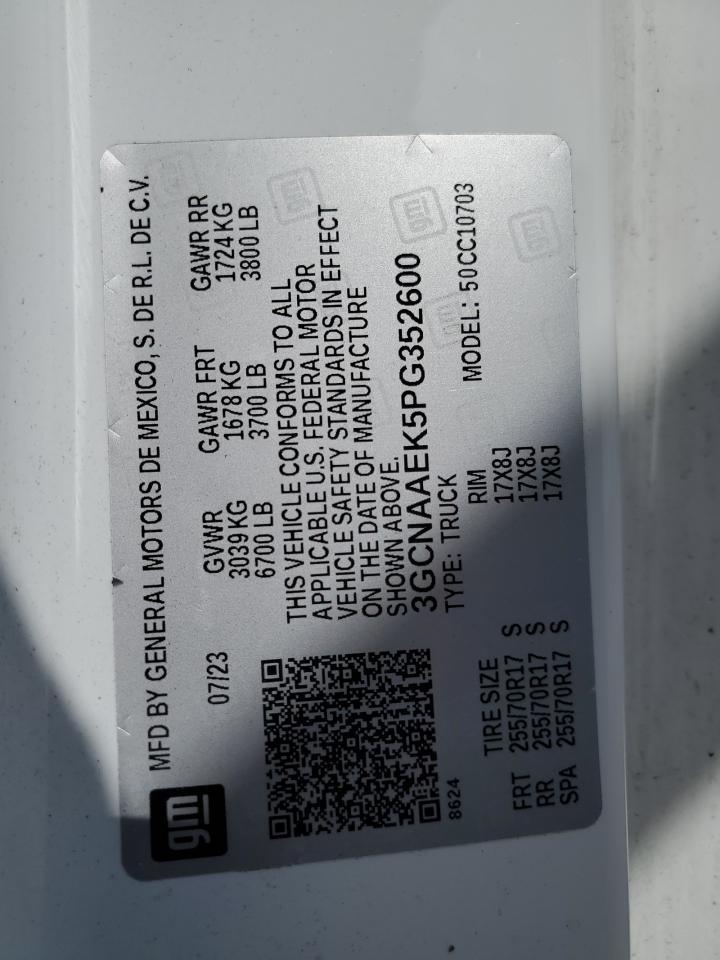 gm
MFD BY GENERAL MOTORS DE MEXICO, S. DE R.L. DE C.V.
07/23
GVWR GAWR FRT GAWR RR
3039 KG 1678 KG 1724 KG
6700 LB 3700 LB 3800 LB
THIS VEHICLE CONFORMS TO ALL
APPLICABLE U.S. FEDERAL MOTOR
VEHICLE SAFETY STANDARDS IN EFFECT
ON THE DATE OF MANUFACTURE
SHOWN ABOVE.
3GCNAAEK5PG352600
TYPE: TRUCK MODEL: 50CC10703
8624
TIRE SIZE RIM
FRT 255/70R17 S 17X8J
RR 255/70R17 S 17X8J
SPA 255/70R17 S 17X8J